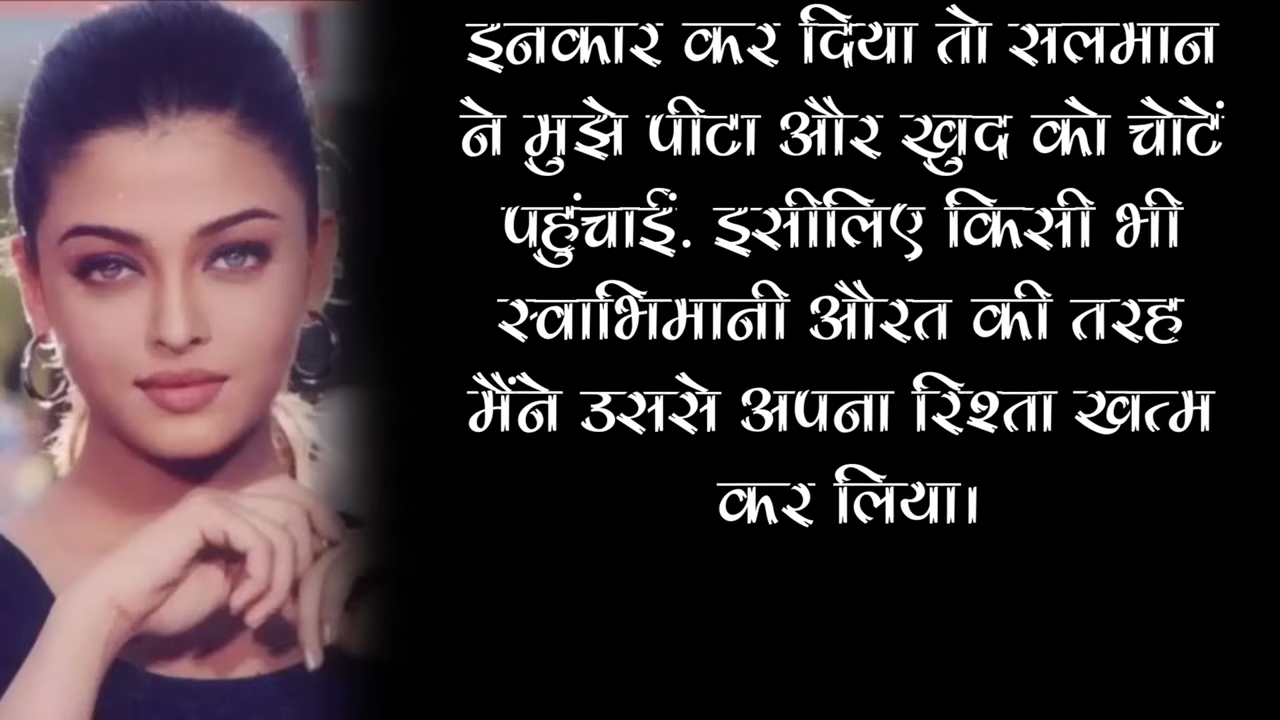 इनकार कर दिया तो सलमान
ने मुझे पीटा और खुद को चोटें
पहुंचाईं. इसीलिए किसी भी
स्वाभिमानी औरत की तरह
मैंने उससे अपना रिश्ता खत्म
कर लिया।